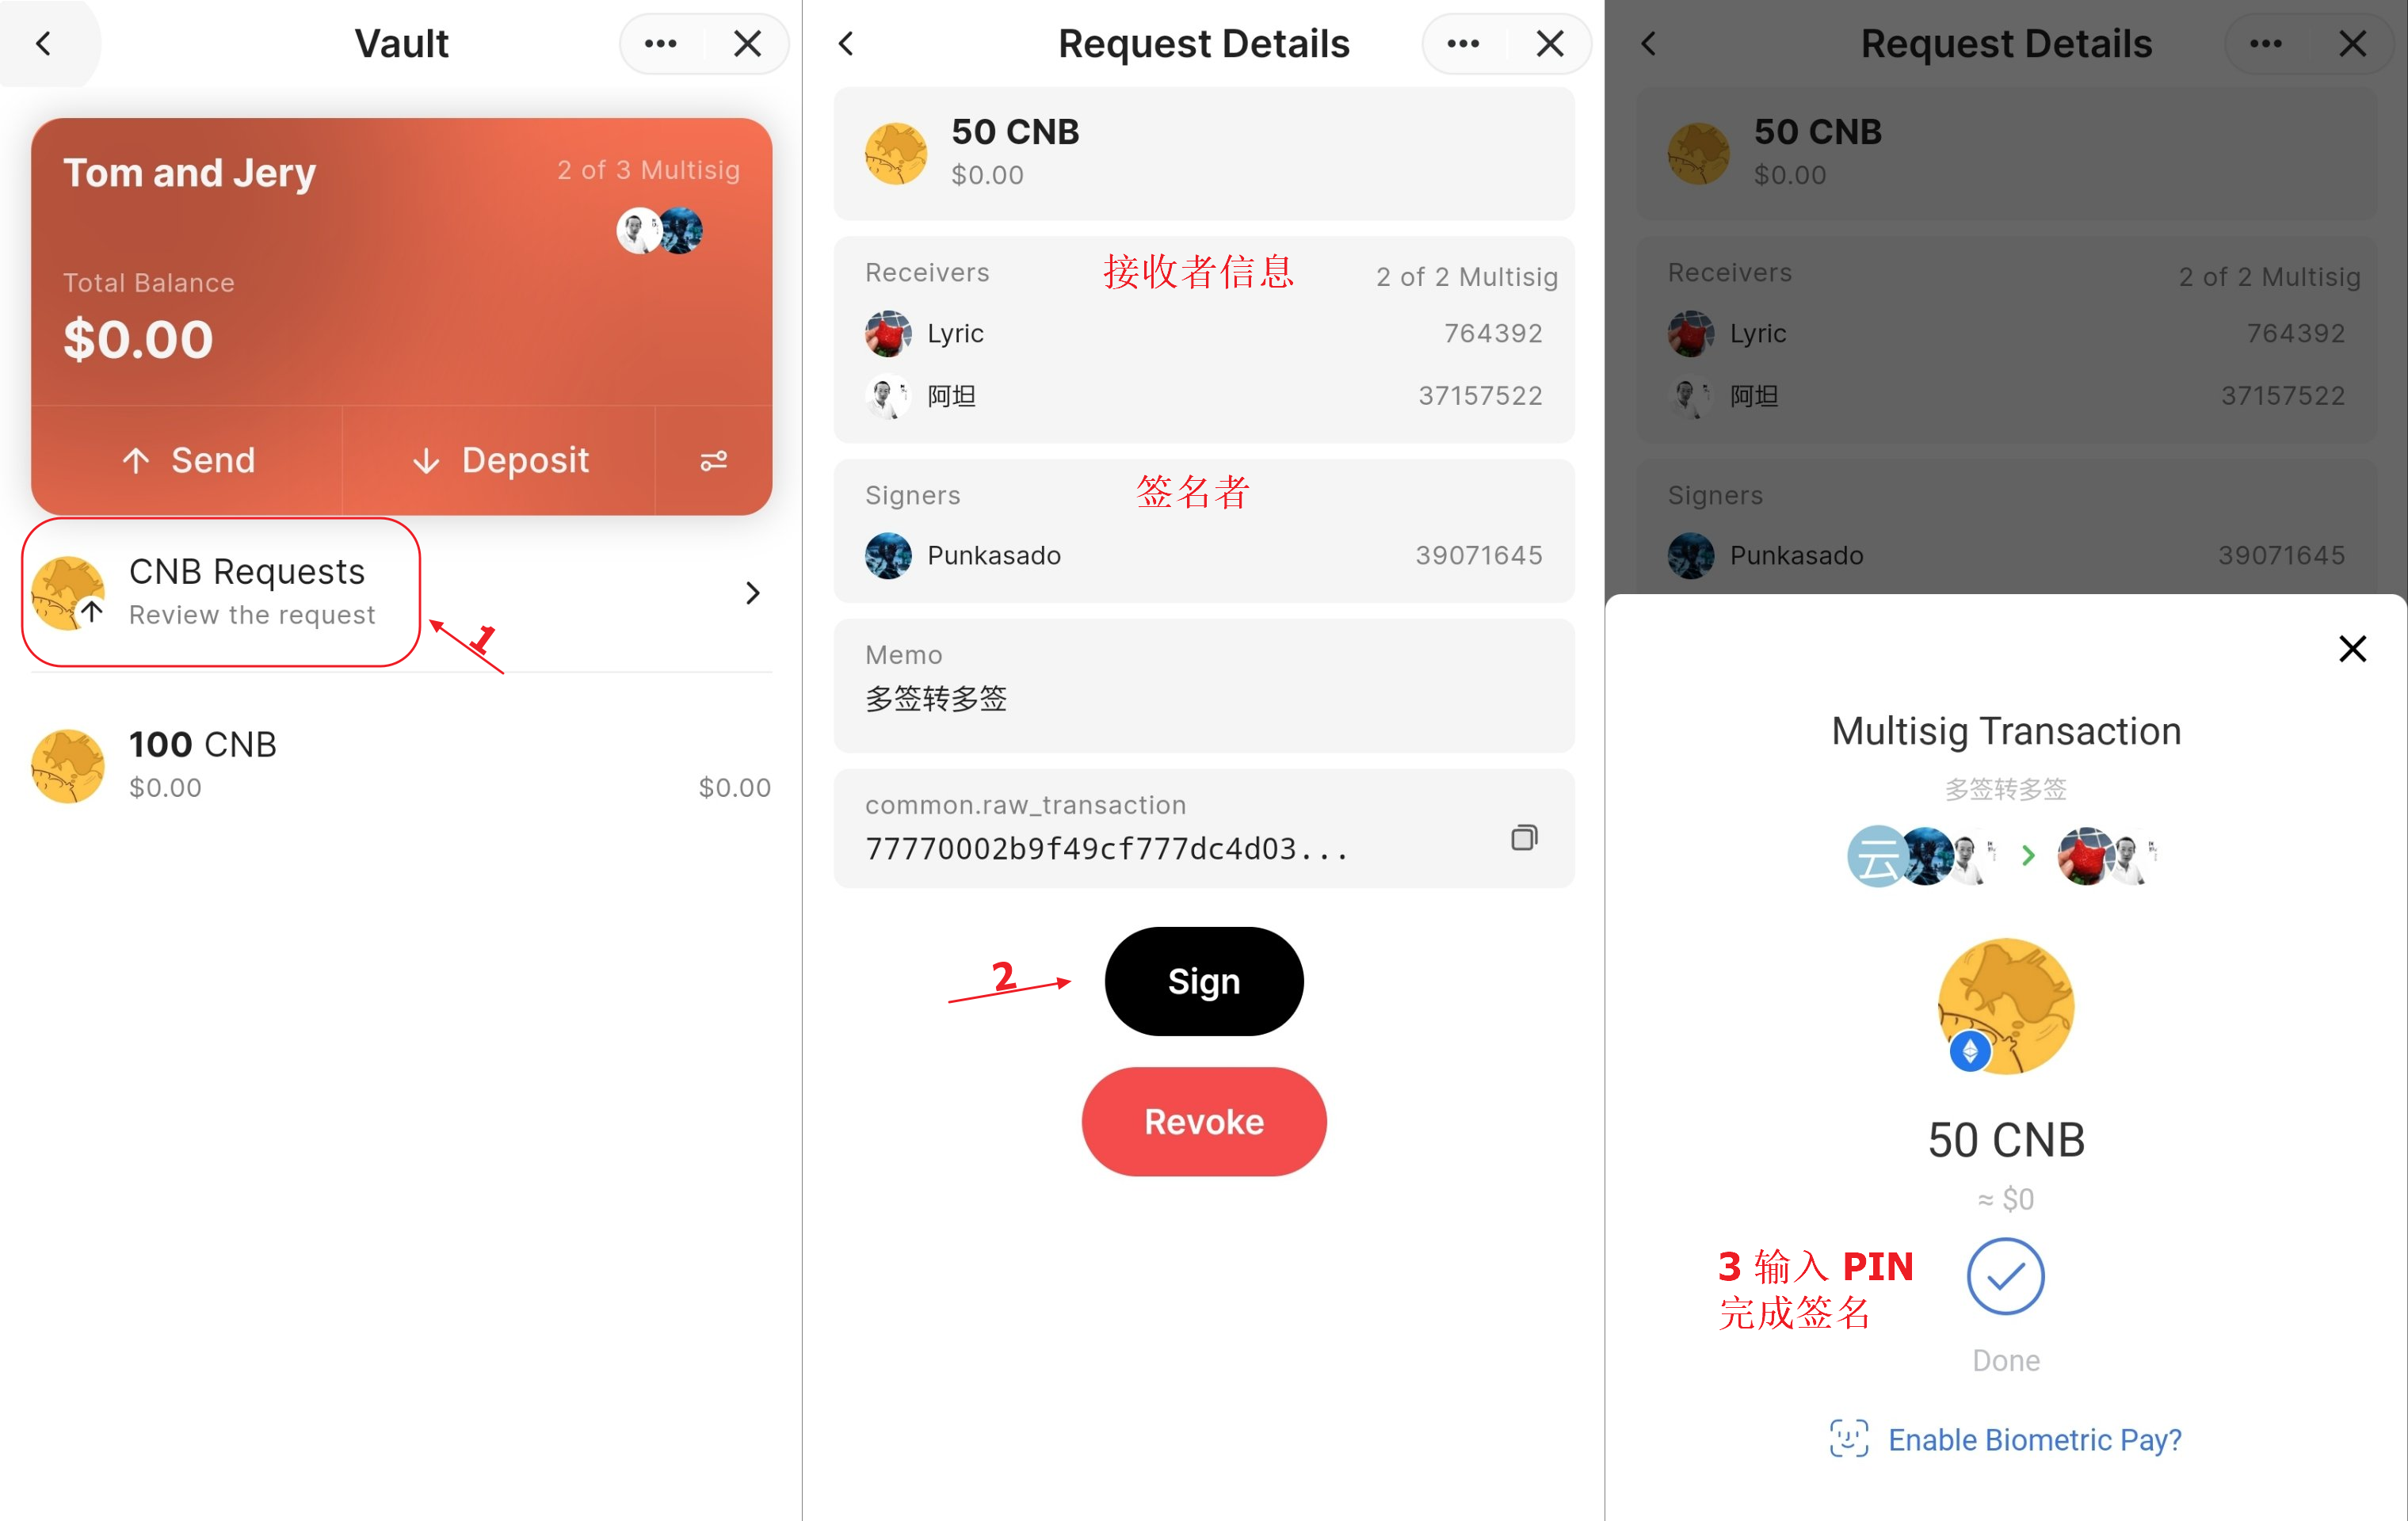 Vault
Tom and Jery
2 of 3 Multisig
Total Balance
$0.00
Send
Deposit
CNB Requests
Review the request
1
100 CNB
$0.00
$0.00
Request Details
50 CNB
$0.00
Receivers
接收者信息
2 of 2 Multisig
Lyric
764392
阿坦
37157522
Signers
签名者
Punkasado
39071645
Memo
多签转多签
common.raw_transaction
77770002b9f49cf777dc4d03...
2
Sign
Revoke
Request Details
50 CNB
$0.00
Receivers
2 of 2 Multisig
Lyric
764392
阿坦
37157522
Signers
Punkasado
39071645
Multisig Transaction
多签转多签
云
50 CNB
≈ $0
3 输入 PIN
完成签名
Done
Enable Biometric Pay?